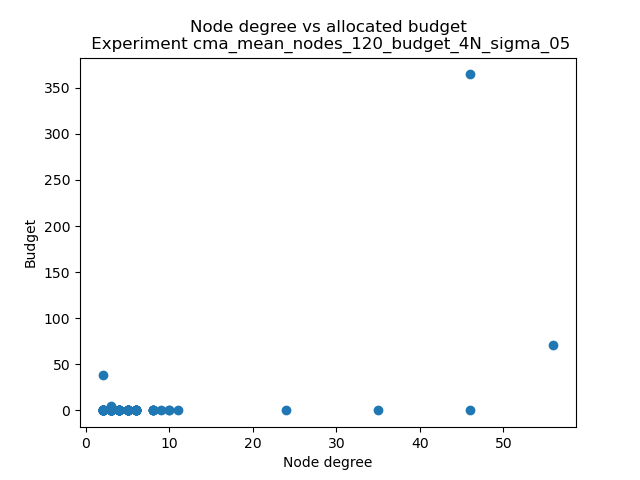 Node degree vs allocated budget
Experiment cma_mean_nodes_120_budget_4N_sigma_05
350
300
250
200
150
100
50
0
Budget
0 10 20 30 40 50
Node degree